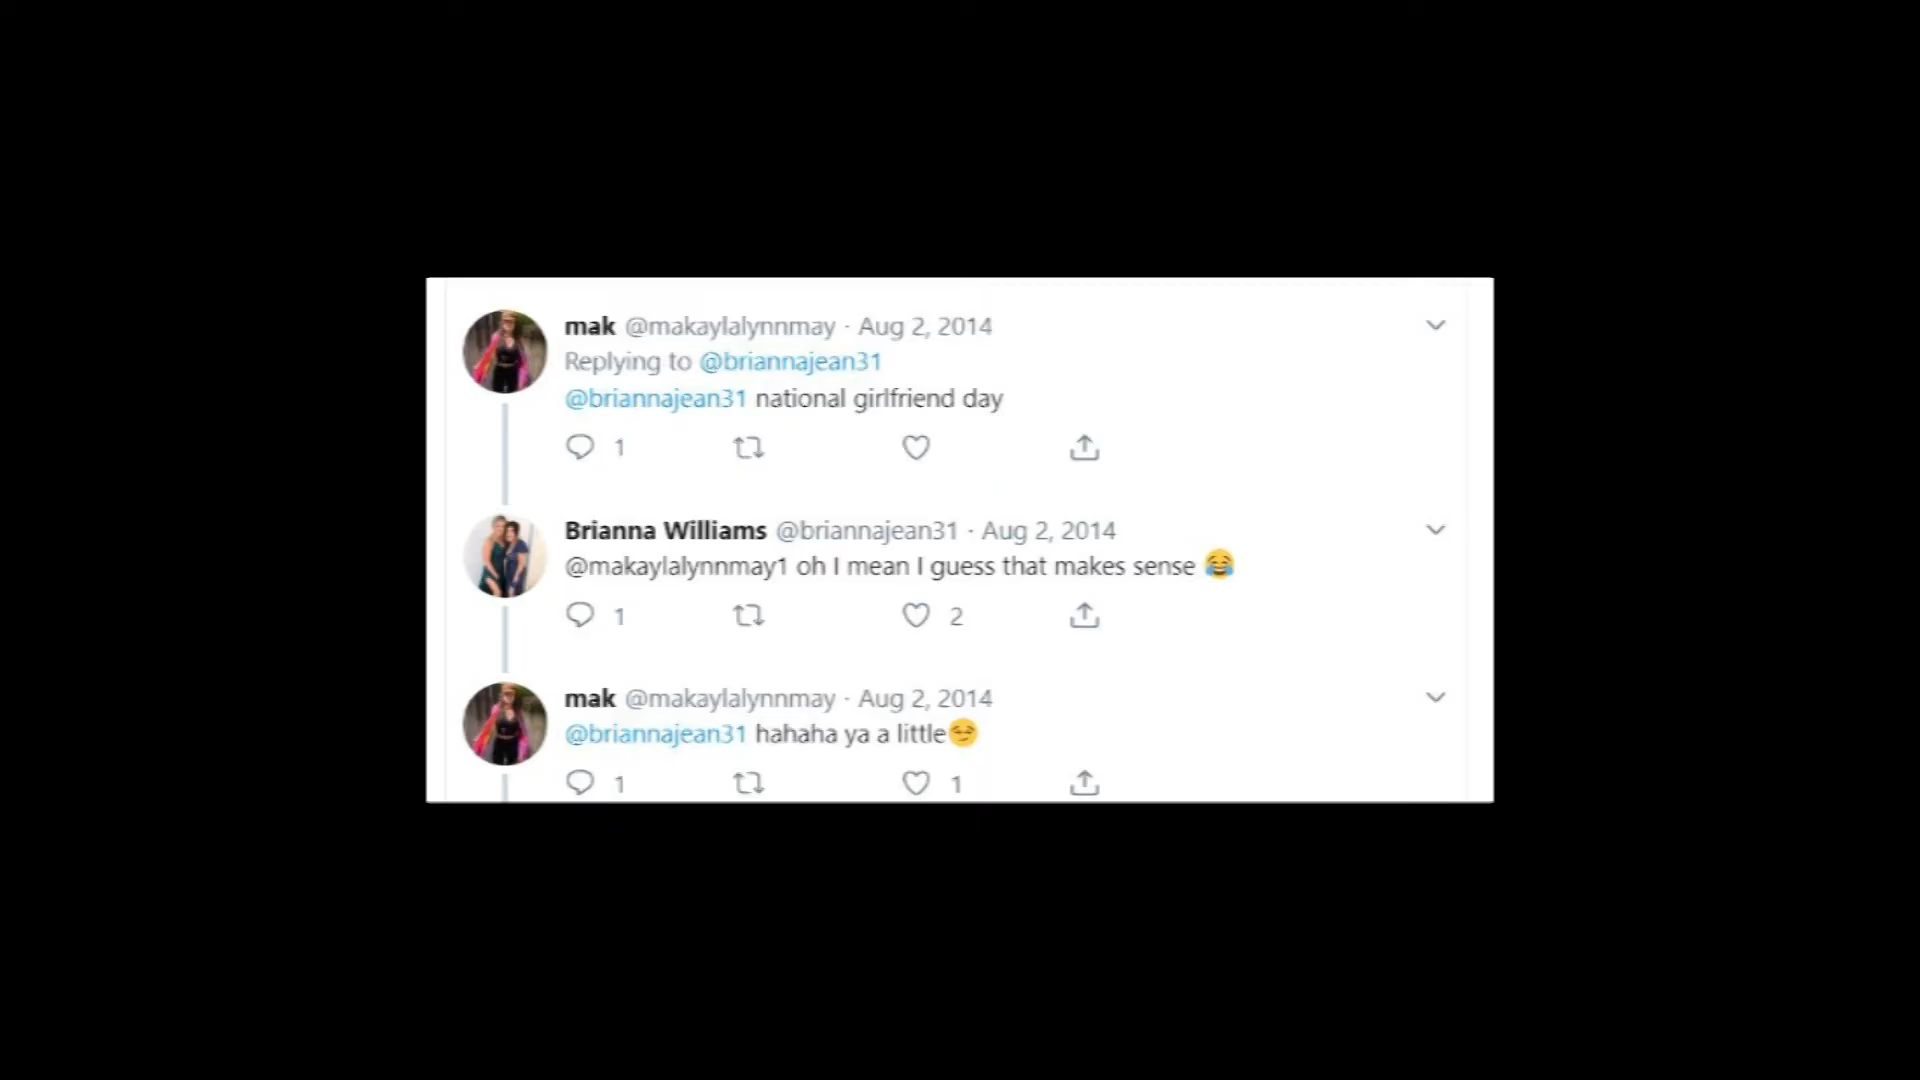 mak @makaylalynnmay · Aug 2, 2014
Replying to @briannajean31
@briannajean31 national girlfriend day
1
Brianna Williams @briannajean31 · Aug 2, 2014
@makaylalynnmay1 oh I mean I guess that makes sense 😂
1 2
mak @makaylalynnmay · Aug 2, 2014
@briannajean31 hahaha ya a little😏
1 1